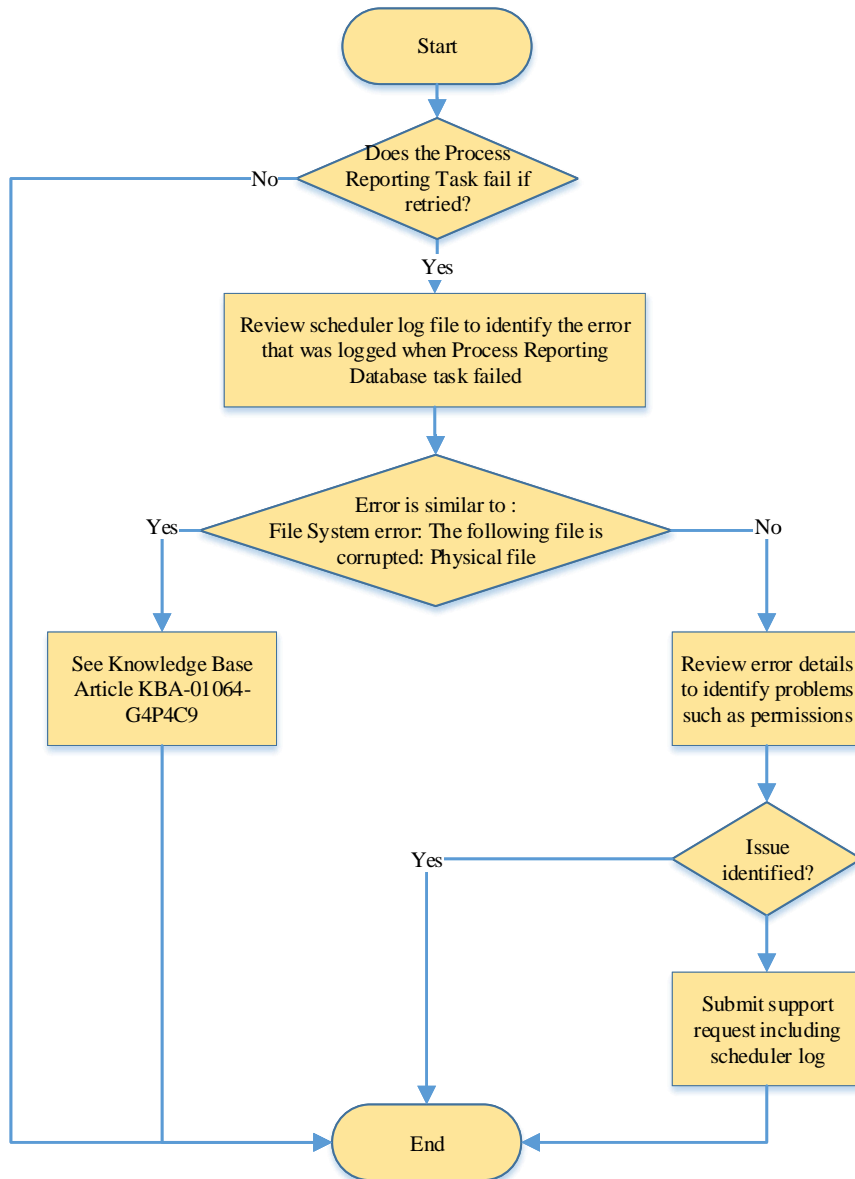 Start
Does the Process
Reporting Task fail if
retried?
No
Yes
Review scheduler log file to identify the error
that was logged when Process Reporting
Database task failed
Error is similar to :
File System error: The following file is
corrupted: Physical file
Yes
No
See Knowledge Base
Article KBA-01064-
G4P4C9
Review error details
to identify problems
such as permissions
Issue
identified?
Yes
Submit support
request including
scheduler log
End